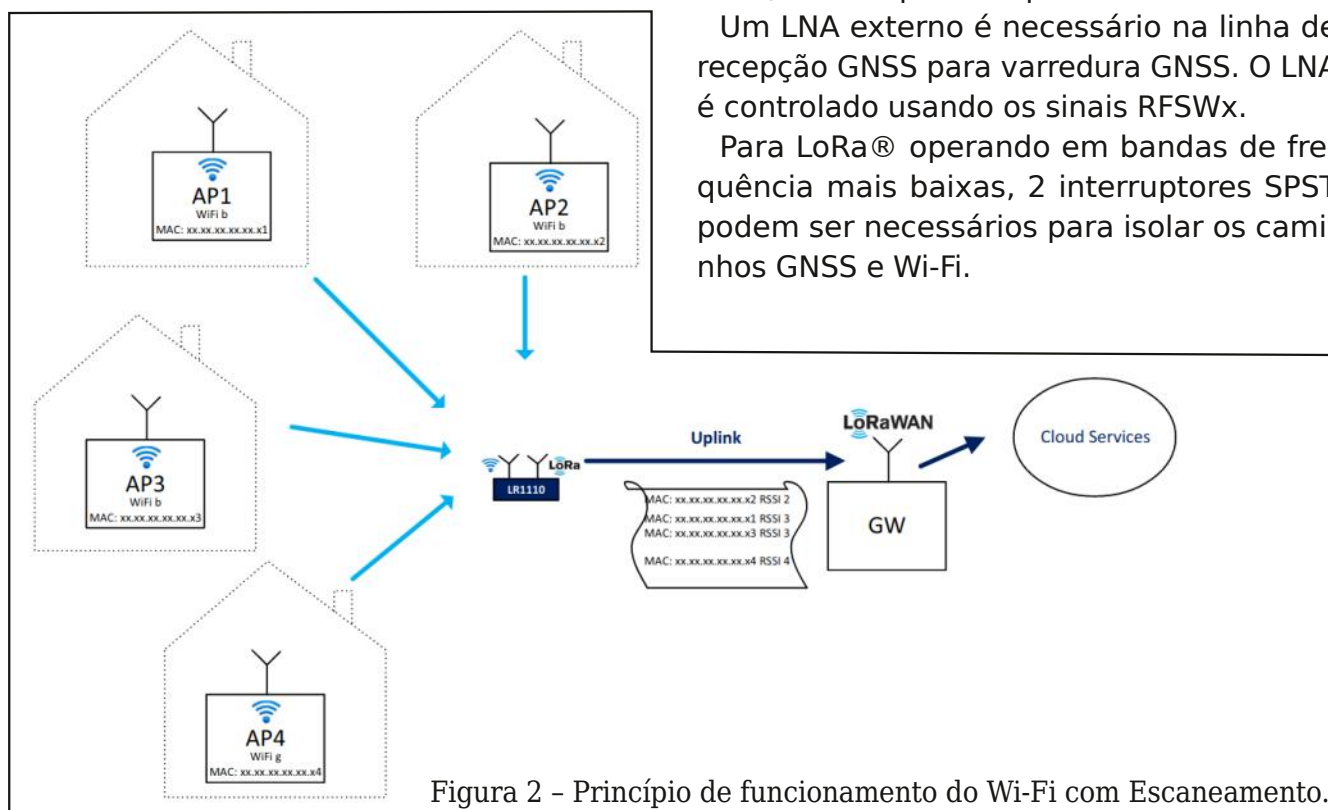 Um LNA externo é necessário na linha de
recepção GNSS para varredura GNSS. O LNA
é controlado usando os sinais RFSWx.
Para LoRa® operando em bandas de fre
quência mais baixas, 2 interruptores SPST
podem ser necessários para isolar os cami
nhos GNSS e Wi-Fi.
AP1
WiFi b
MAC: xx.xx.xx.xx.xx.x1
AP2
WiFi b
MAC: xx.xx.xx.xx.xx.x2
AP3
WiFi b
MAC: xx.xx.xx.xx.xx.x3
AP4
WiFi g
MAC: xx.xx.xx.xx.xx.x4
LoRa
LR1110
Uplink
MAC: xx.xx.xx.xx.xx.x2 RSSI 2
MAC: xx.xx.xx.xx.xx.x1 RSSI 3
MAC: xx.xx.xx.xx.xx.x3 RSSI 3
MAC: xx.xx.xx.xx.xx.x4 RSSI 4
LoRaWAN
GW
Cloud Services
Figura 2 – Princípio de funcionamento do Wi-Fi com Escaneamento.